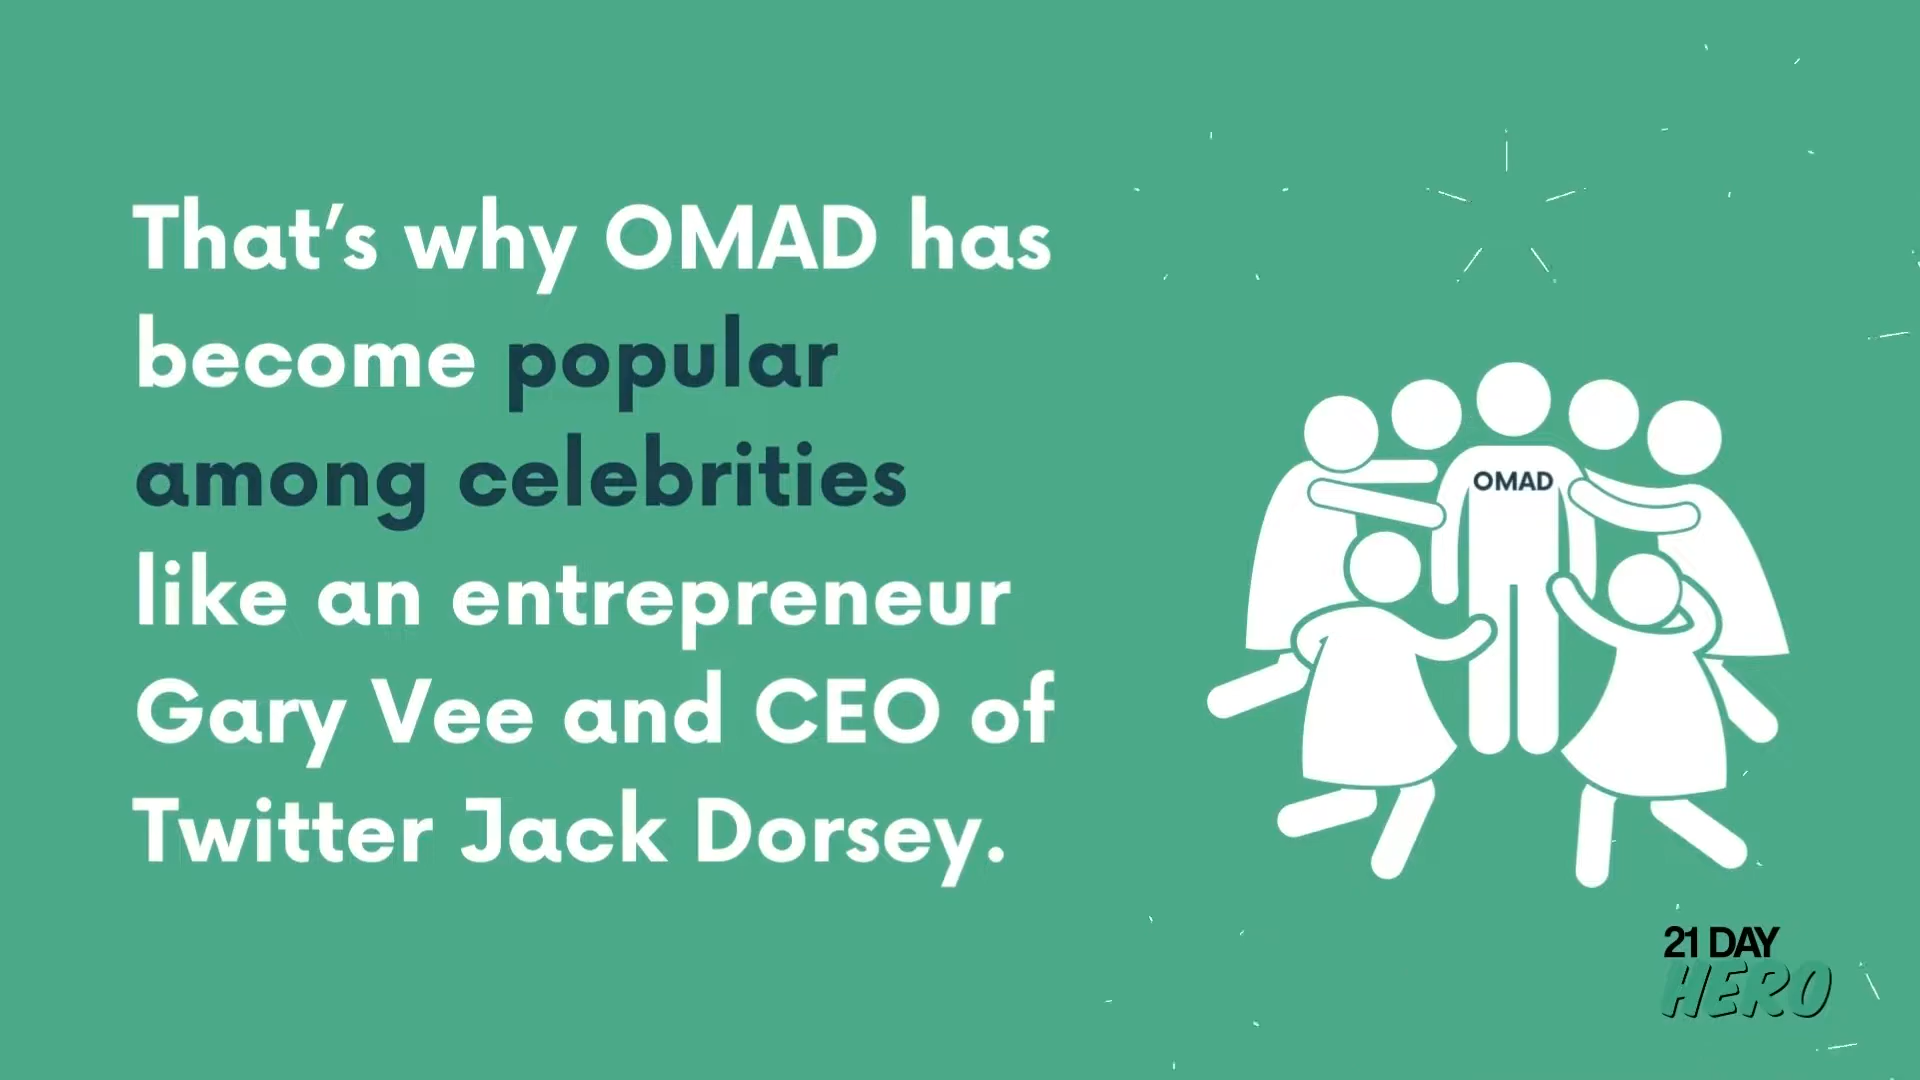 That’s why OMAD has
become popular
among celebrities
like an entrepreneur
Gary Vee and CEO of
Twitter Jack Dorsey.
OMAD
21 DAY
HERO